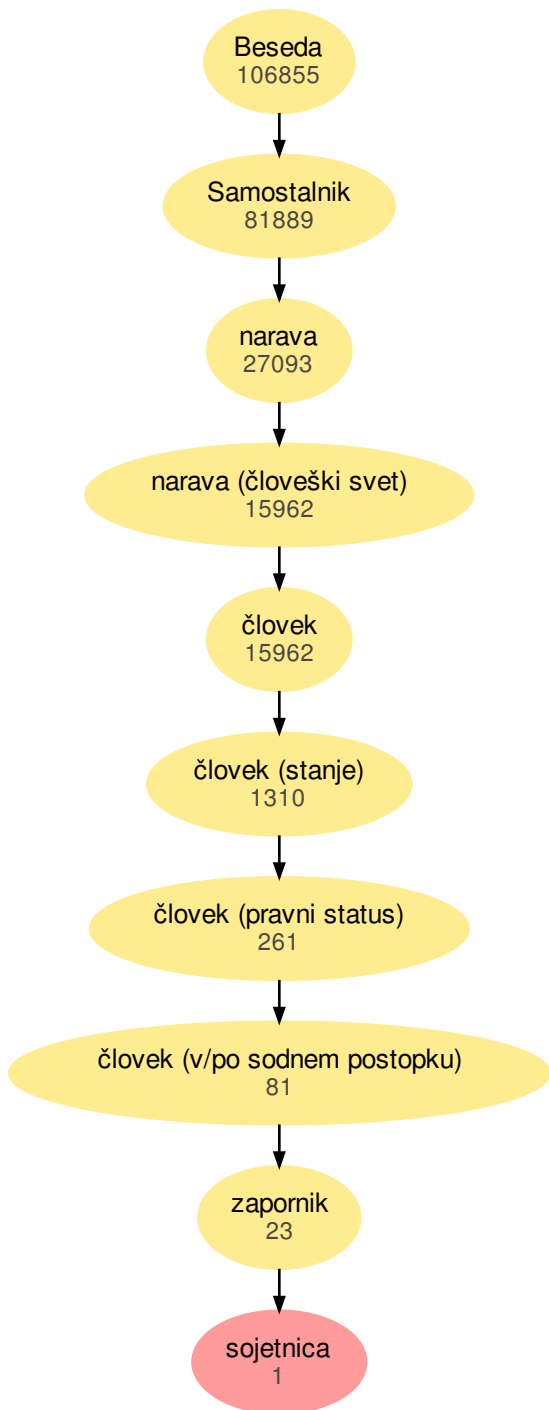 Beseda
106855
Samostalnik
81889
narava
27093
narava (človeški svet)
15962
človek
15962
človek (stanje)
1310
človek (pravni status)
261
človek (v/po sodnem postopku)
81
zapornik
23
sojetnica
1